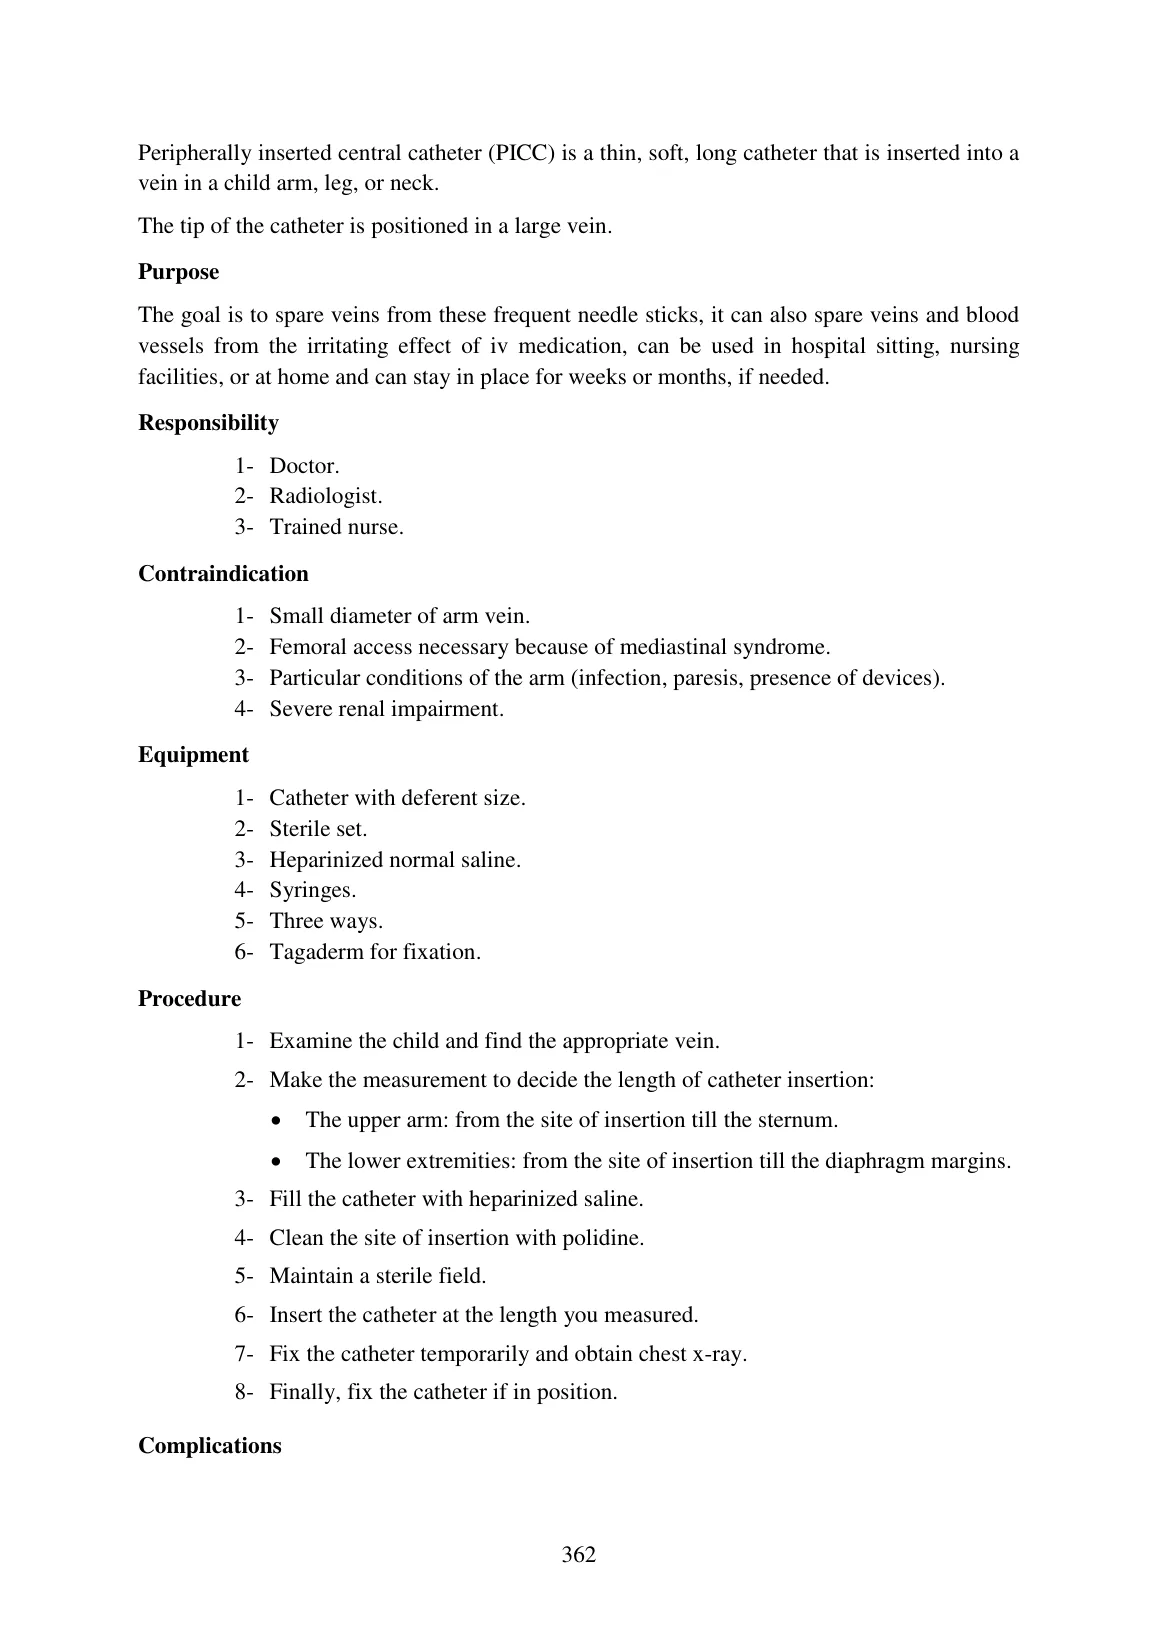 Peripherally inserted central catheter (PICC) is a thin, soft, long catheter that is inserted into a
vein in a child arm, leg, or neck.
The tip of the catheter is positioned in a large vein.
Purpose
The goal is to spare veins from these frequent needle sticks, it can also spare veins and blood
vessels from the irritating effect of iv medication, can be used in hospital sitting, nursing
facilities, or at home and can stay in place for weeks or months, if needed.
Responsibility
1- Doctor.
2- Radiologist.
3- Trained nurse.
Contraindication
1- Small diameter of arm vein.
2- Femoral access necessary because of mediastinal syndrome.
3- Particular conditions of the arm (infection, paresis, presence of devices).
4- Severe renal impairment.
Equipment
1- Catheter with deferent size.
2- Sterile set.
3- Heparinized normal saline.
4- Syringes.
5- Three ways.
6- Tagaderm for fixation.
Procedure
1- Examine the child and find the appropriate vein.
2- Make the measurement to decide the length of catheter insertion:
• The upper arm: from the site of insertion till the sternum.
• The lower extremities: from the site of insertion till the diaphragm margins.
3- Fill the catheter with heparinized saline.
4- Clean the site of insertion with polidine.
5- Maintain a sterile field.
6- Insert the catheter at the length you measured.
7- Fix the catheter temporarily and obtain chest x-ray.
8- Finally, fix the catheter if in position.
Complications
362